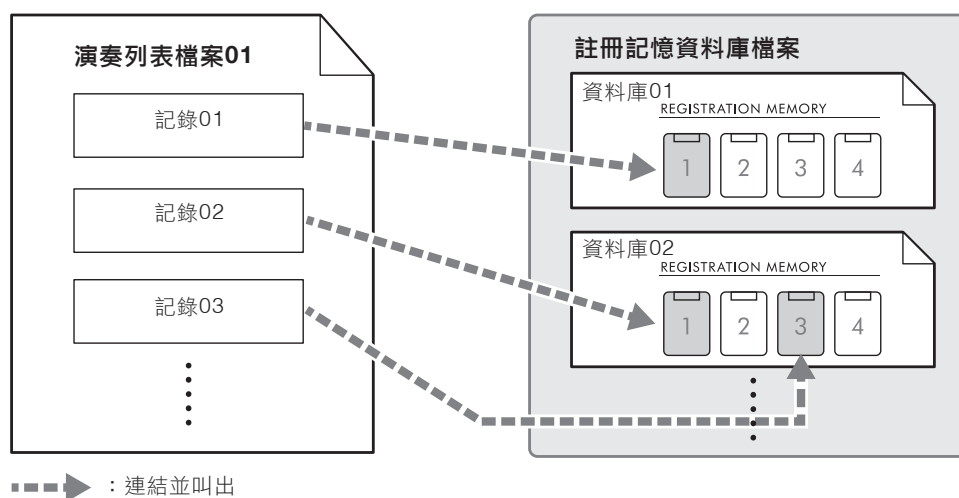 演奏列表檔案01
記錄01
記錄02
記錄03
註冊記憶資料庫檔案
資料庫01
REGISTRATION MEMORY
1 2 3 4
資料庫02
REGISTRATION MEMORY
1 2 3 4
：連結並叫出